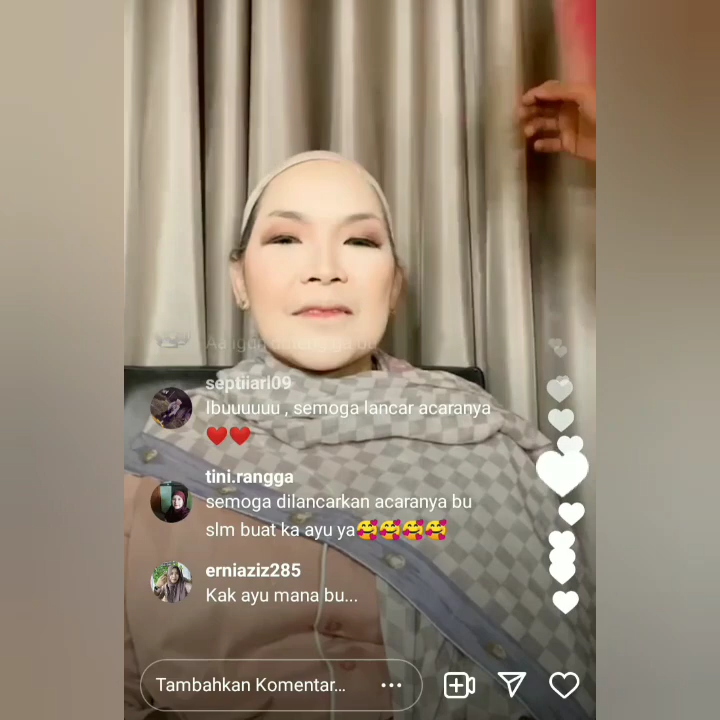 septiiarl09
Ibuuuuuu , semoga lancar acaranya
❤️❤️
tini.rangga
semoga dilancarkan acaranya bu
slm buat ka ayu ya🥰🥰🥰🥰
erniaziz285
Kak ayu mana bu...
Tambahkan Komentar...